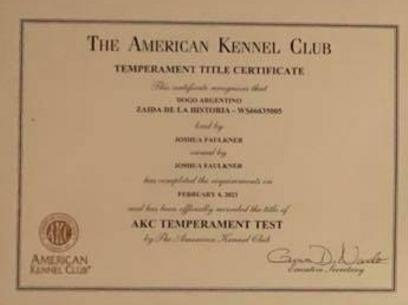 THE AMERICAN KENNEL CLUB
TEMPERAMENT TITLE CERTIFICATE
This certificate recognizes that
DOGO ARGENTINO
ZAIDA DE LA HISTORIA – WS66635005
bred by
JOSHUA FAULKNER
owned by
JOSHUA FAULKNER
has completed the requirements on
FEBRUARY 4, 2023
and has been officially recorded the title of
AKC TEMPERAMENT TEST
by The American Kennel Club
AKC
AMERICAN
KENNEL CLUB®
Executive Secretary